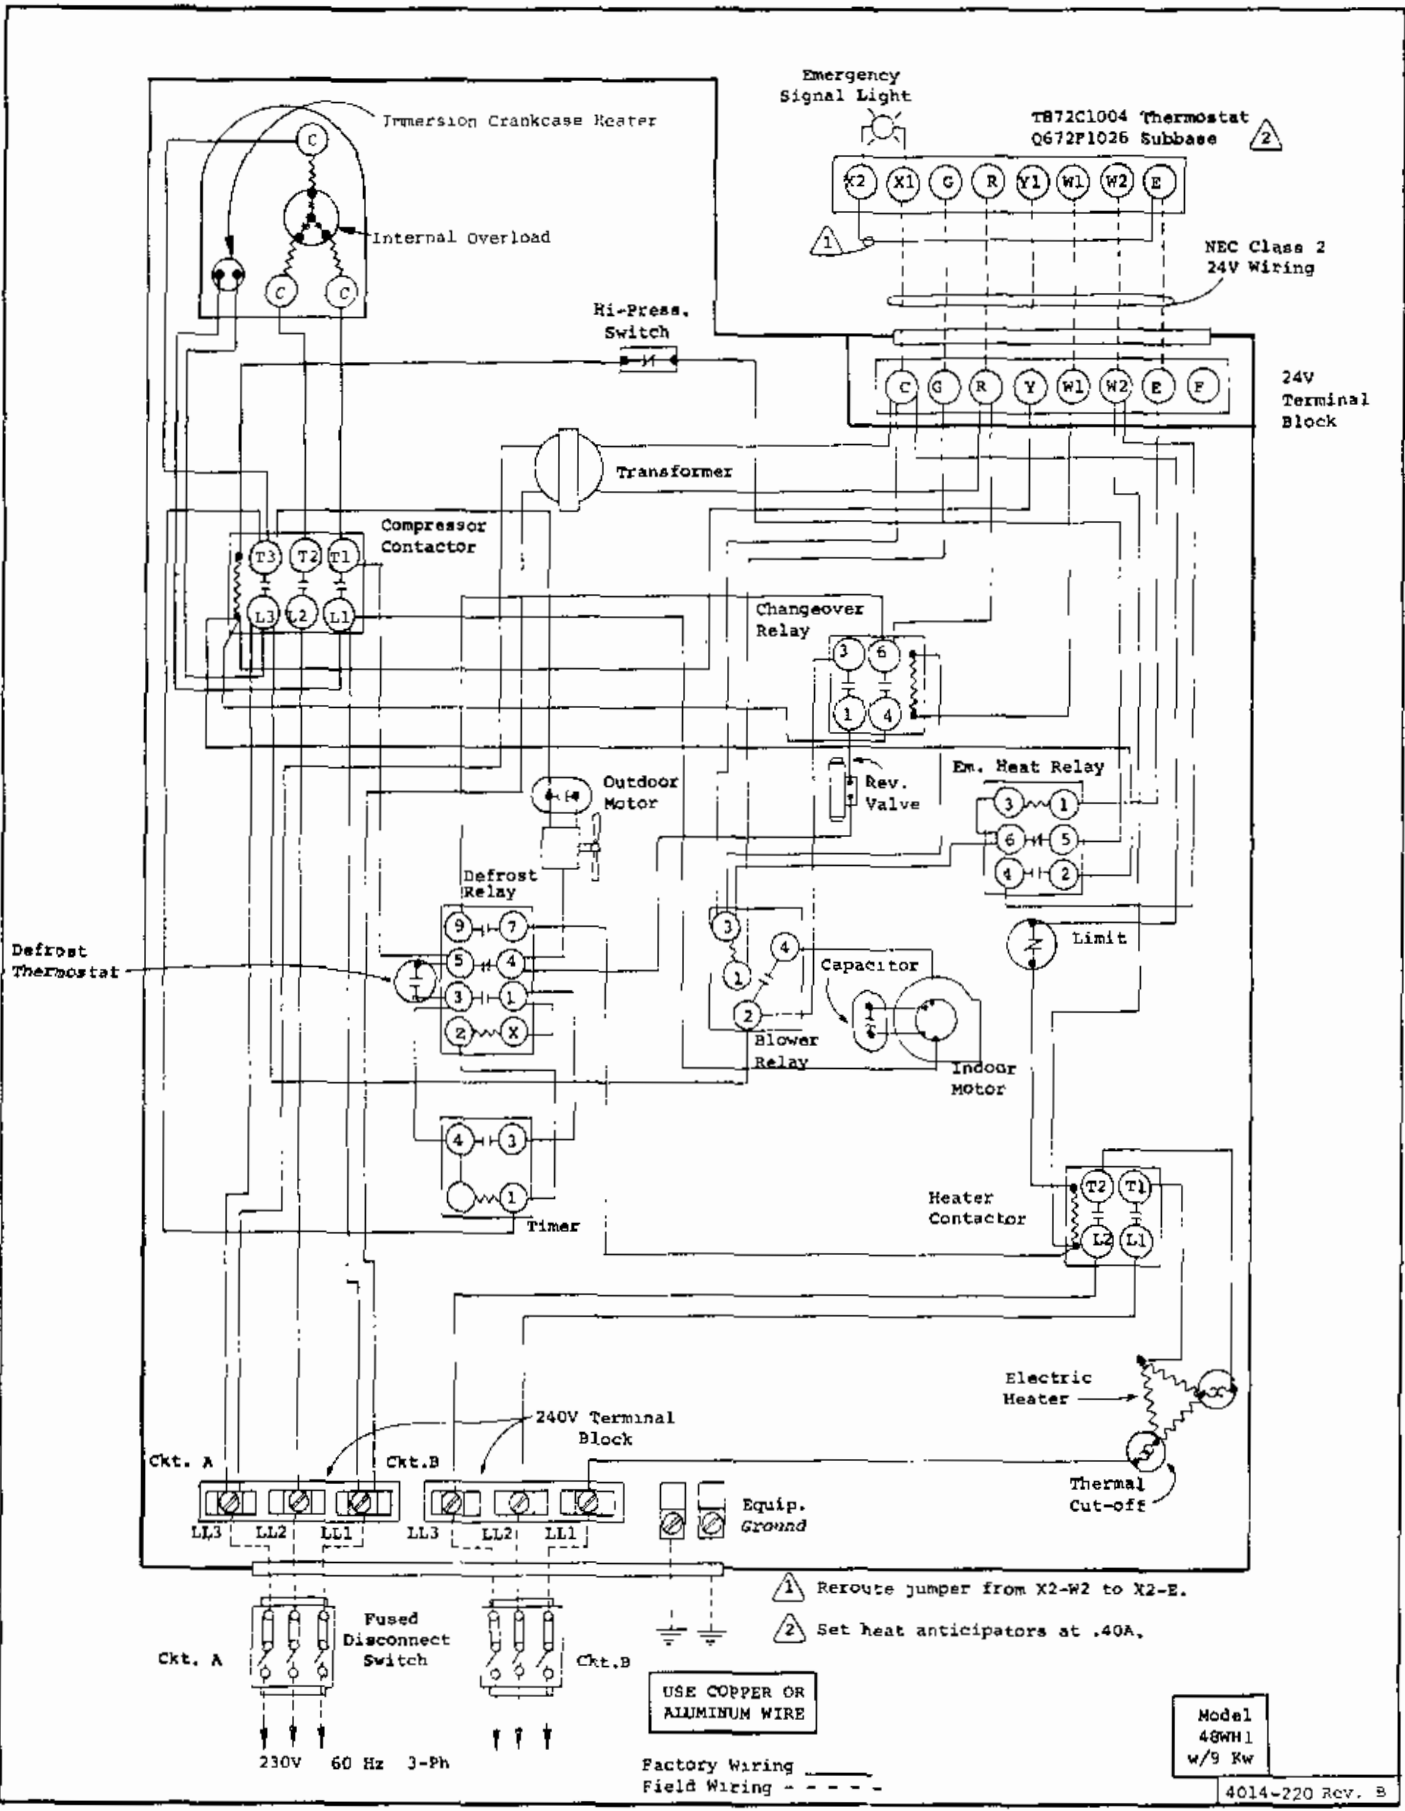 Emergency
Signal Light
T872C1004 Thermostat
Q672F1026 Subbase
2
Immersion Crankcase Heater
C
X2 X1 G R Y1 W1 W2 E
1
Internal Overload
C C
NEC Class 2
24V Wiring
Hi-Press.
Switch
C G R Y W1 W2 E F
24V
Terminal
Block
Transformer
Compressor
Contactor
T3 T2 T1
L3 L2 L1
Changeover
Relay
3 6
1 4
Rev.
Valve
Em. Heat Relay
3 1
6 5
4 2
Outdoor
Motor
Defrost
Relay
9 7
5 4
3 1
2 X
Defrost
Thermostat
3 4
1
2
Blower
Relay
Capacitor
Indoor
Motor
Limit
4 3
1
Timer
Heater
Contactor
T2 T1
L2 L1
Electric
Heater
Thermal
Cut-off
240V Terminal
Block
Ckt. A
Ckt.B
LL3 LL2 LL1
LL3 LL2 LL1
Equip.
Ground
1 Reroute jumper from X2-W2 to X2-E.
2 Set heat anticipators at .40A.
Fused
Disconnect
Switch
Ckt. A
Ckt.B
USE COPPER OR
ALUMINUM WIRE
230V 60 Hz 3-Ph
Factory Wiring
Field Wiring
Model
48WH1
w/9 Kw
4014-220 Rev. B